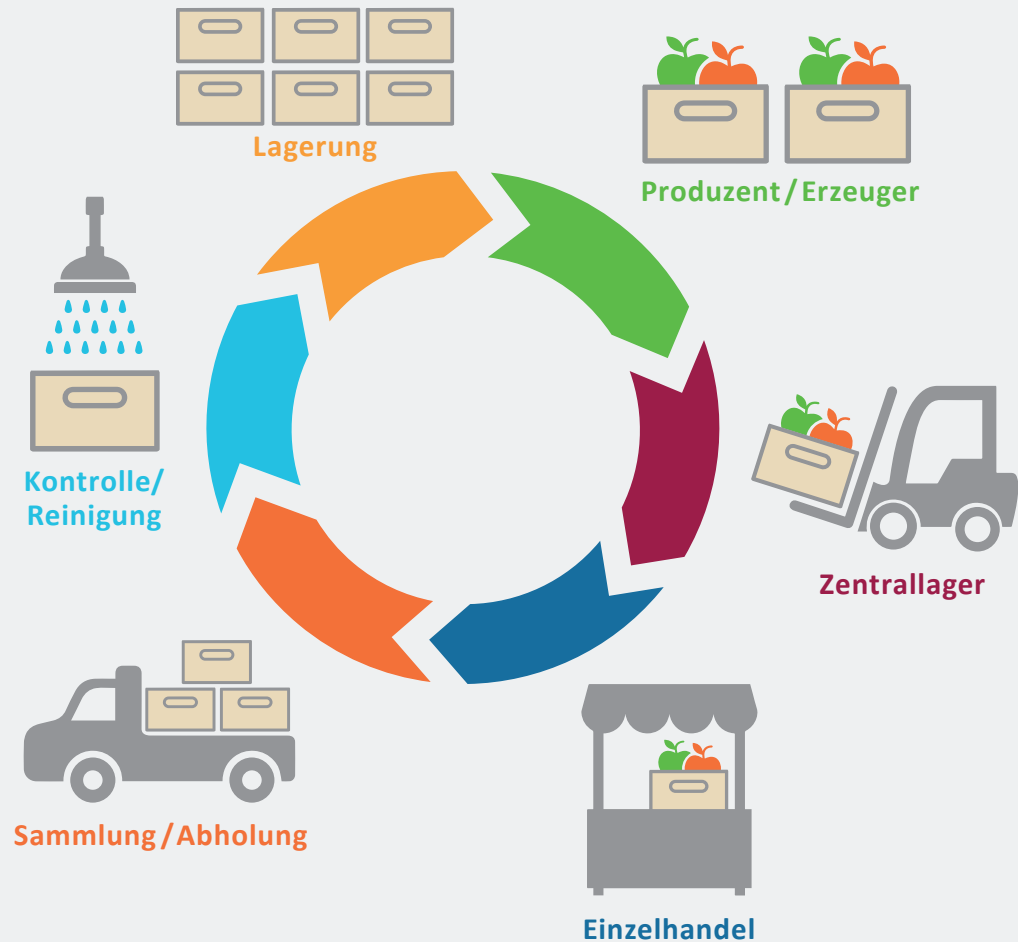 Lagerung
Produzent / Erzeuger
Kontrolle/
Reinigung
Zentrallager
Sammlung / Abholung
Einzelhandel